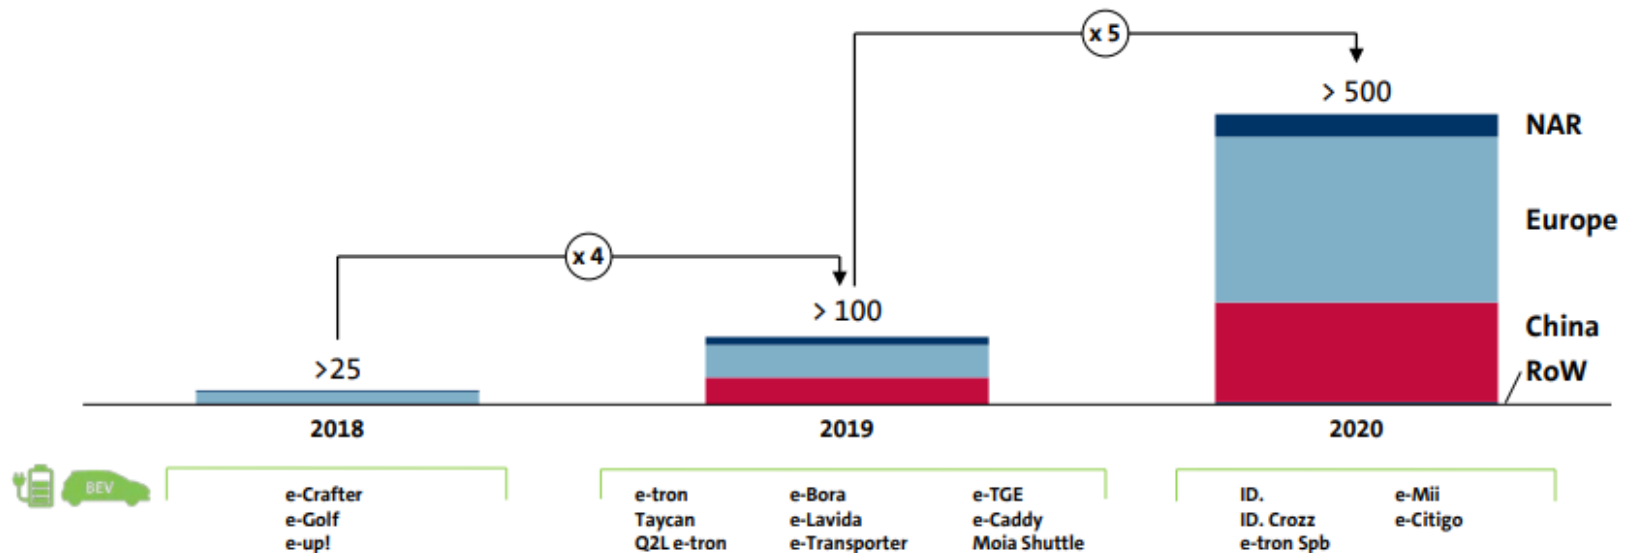 x 5
> 500
NAR
Europe
x 4
> 100
China
>25
RoW
2018 2019 2020
BEV
e-Crafter
e-Golf
e-up!
e-tron e-Bora e-TGE
Taycan e-Lavida e-Caddy
Q2L e-tron e-Transporter Moia Shuttle
ID. e-Mii
ID. Crozz e-Citigo
e-tron Spb